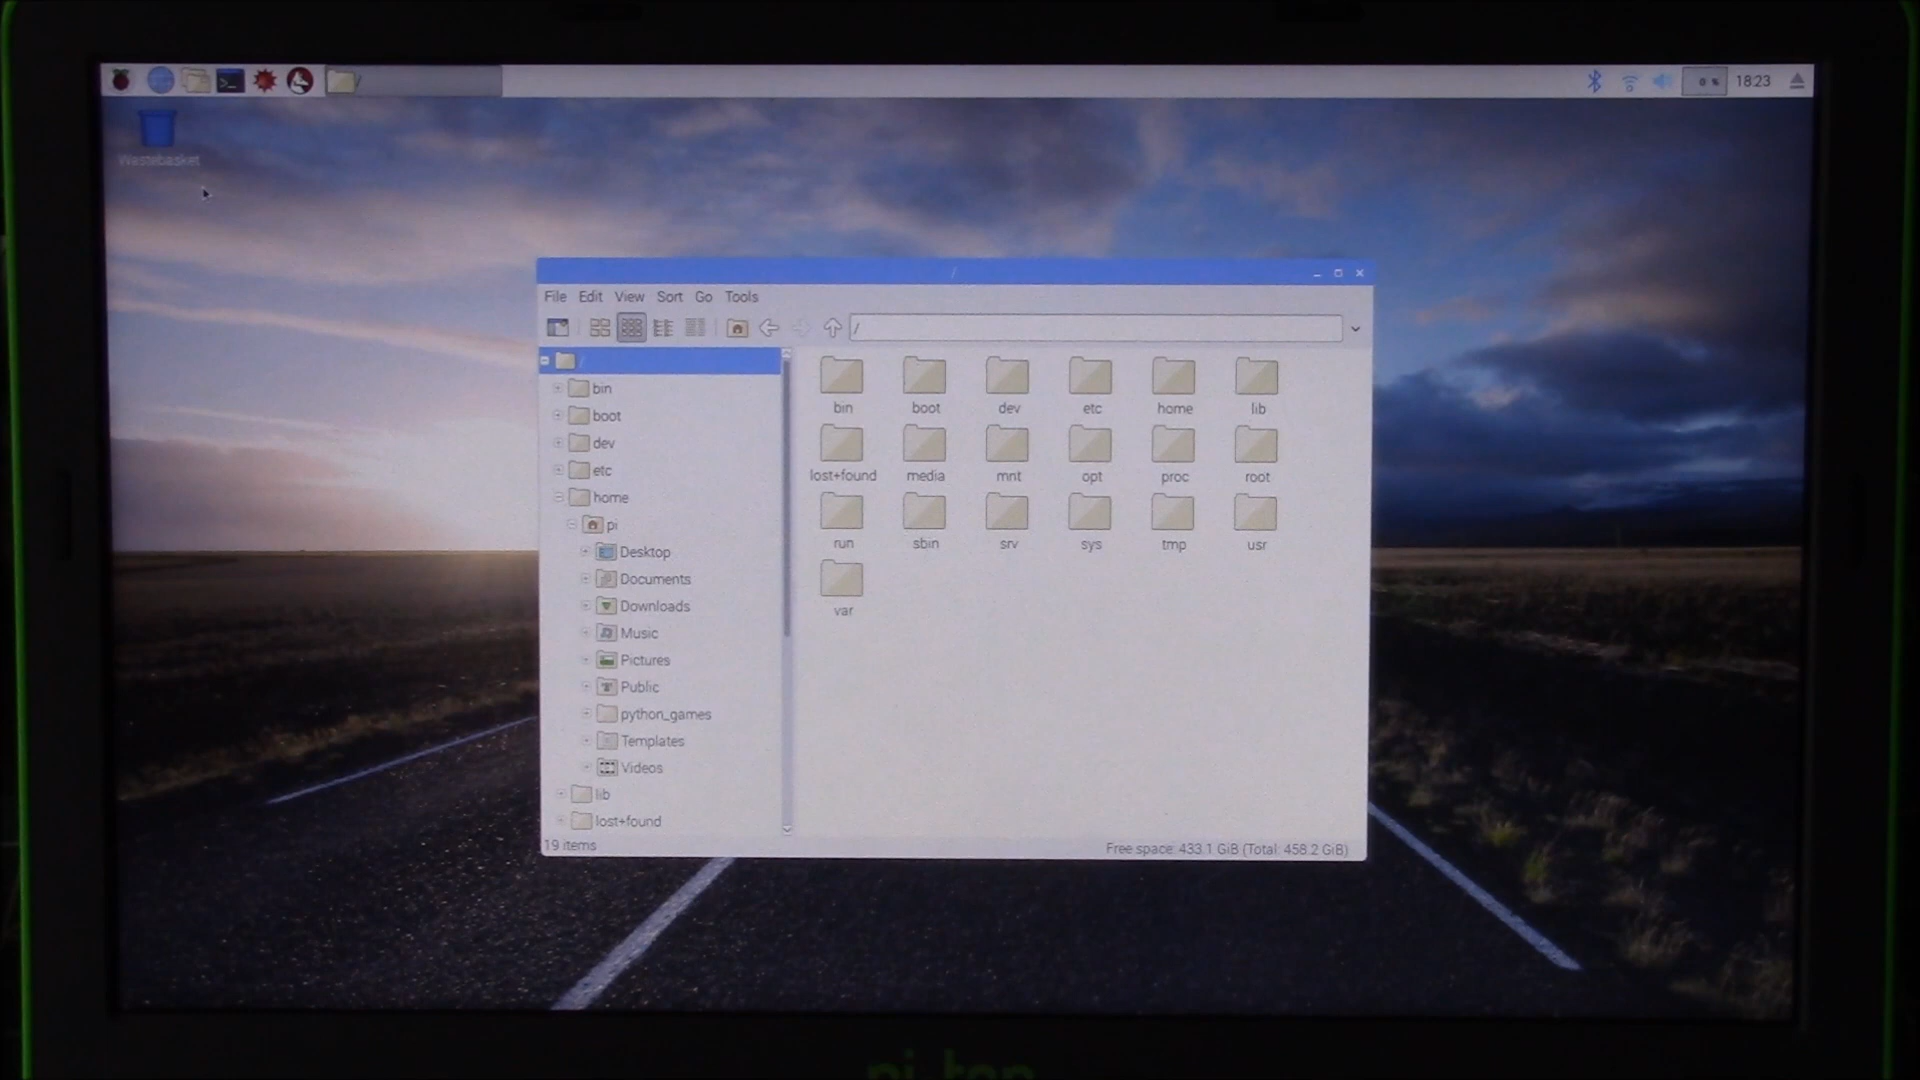 /
0 %
18:23
Wastebasket
/
File Edit View Sort Go Tools
/
/
bin
boot
dev
etc
home
pi
Desktop
Documents
Downloads
Music
Pictures
Public
python_games
Templates
Videos
lib
lost+found
bin boot dev etc home lib
lost+found media mnt opt proc root
run sbin srv sys tmp usr
var
19 items
Free space: 433.1 GiB (Total: 458.2 GiB)